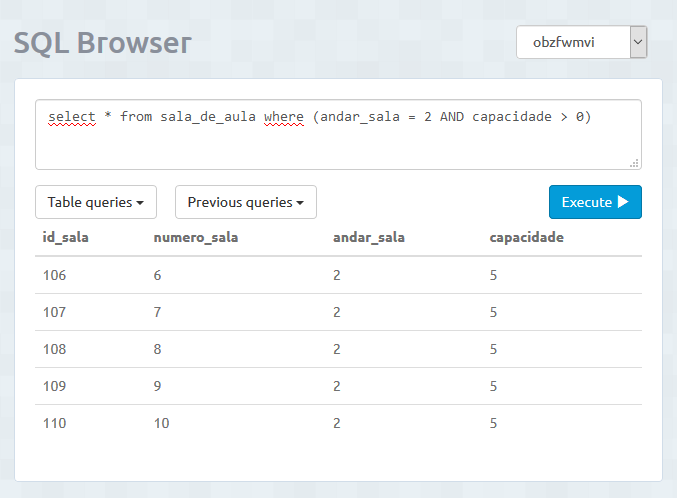 SQL Browser
obzfwmvi
select * from sala_de_aula where (andar_sala = 2 AND capacidade > 0)
Table queries Previous queries Execute
id_sala numero_sala andar_sala capacidade
106 6 2 5
107 7 2 5
108 8 2 5
109 9 2 5
110 10 2 5